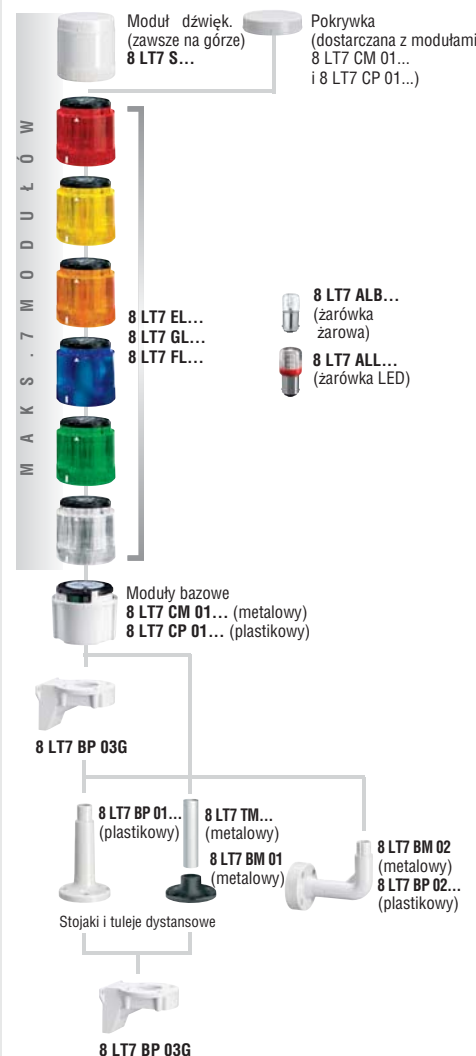 Moduł dźwięk.
(zawsze na górze)
8 LT7 S...
Pokrywka
(dostarczana z modułami
8 LT7 CM 01...
i 8 LT7 CP 01...)
MAKS. 7 MODUŁÓW
8 LT7 EL...
8 LT7 GL...
8 LT7 FL...
8 LT7 ALB...
(żarówka
żarowa)
8 LT7 ALL...
(żarówka LED)
Moduły bazowe
8 LT7 CM 01... (metalowy)
8 LT7 CP 01... (plastikowy)
8 LT7 BP 03G
8 LT7 BP 01...
(plastikowy)
8 LT7 TM...
(metalowy)
8 LT7 BM 01
(metalowy)
8 LT7 BM 02
(metalowy)
8 LT7 BP 02...
(plastikowy)
Stojaki i tuleje dystansowe
8 LT7 BP 03G